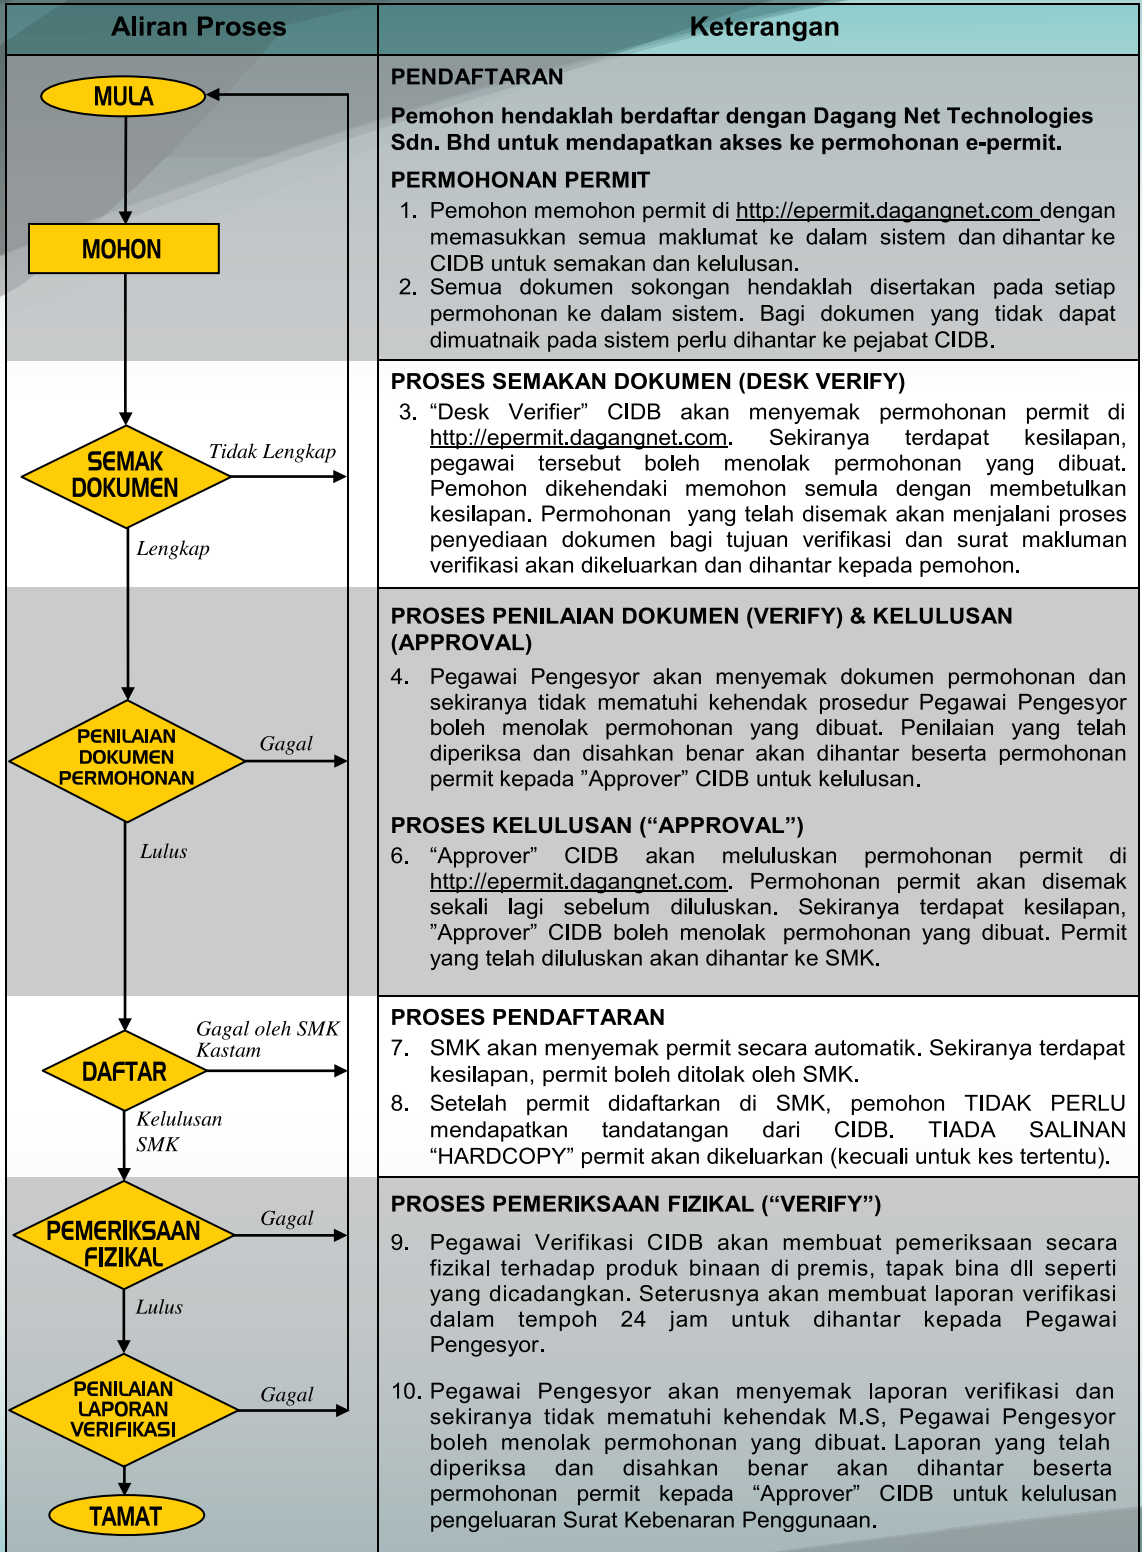 Aliran Proses
Keterangan
MULA
MOHON
SEMAK
DOKUMEN
Tidak Lengkap
Lengkap
PENILAIAN
DOKUMEN
PERMOHONAN
Gagal
Lulus
DAFTAR
Gagal oleh SMK
Kastam
Kelulusan
SMK
PEMERIKSAAN
FIZIKAL
Gagal
Lulus
PENILAIAN
LAPORAN
VERIFIKASI
Gagal
TAMAT
PENDAFTARAN
Pemohon hendaklah berdaftar dengan Dagang Net Technologies
Sdn. Bhd untuk mendapatkan akses ke permohonan e-permit.
PERMOHONAN PERMIT
1. Pemohon memohon permit di http://epermit.dagangnet.com dengan
memasukkan semua maklumat ke dalam sistem dan dihantar ke
CIDB untuk semakan dan kelulusan.
2. Semua dokumen sokongan hendaklah disertakan pada setiap
permohonan ke dalam sistem. Bagi dokumen yang tidak dapat
dimuatnaik pada sistem perlu dihantar ke pejabat CIDB.
PROSES SEMAKAN DOKUMEN (DESK VERIFY)
3. “Desk Verifier” CIDB akan menyemak permohonan permit di
http://epermit.dagangnet.com. Sekiranya terdapat kesilapan,
pegawai tersebut boleh menolak permohonan yang dibuat.
Pemohon dikehendaki memohon semula dengan membetulkan
kesilapan. Permohonan yang telah disemak akan menjalani proses
penyediaan dokumen bagi tujuan verifikasi dan surat makluman
verifikasi akan dikeluarkan dan dihantar kepada pemohon.
PROSES PENILAIAN DOKUMEN (VERIFY) & KELULUSAN
(APPROVAL)
4. Pegawai Pengesyor akan menyemak dokumen permohonan dan
sekiranya tidak mematuhi kehendak prosedur Pegawai Pengesyor
boleh menolak permohonan yang dibuat. Penilaian yang telah
diperiksa dan disahkan benar akan dihantar beserta permohonan
permit kepada ”Approver” CIDB untuk kelulusan.
PROSES KELULUSAN (“APPROVAL”)
6. “Approver” CIDB akan meluluskan permohonan permit di
http://epermit.dagangnet.com. Permohonan permit akan disemak
sekali lagi sebelum diluluskan. Sekiranya terdapat kesilapan,
”Approver” CIDB boleh menolak permohonan yang dibuat. Permit
yang telah diluluskan akan dihantar ke SMK.
PROSES PENDAFTARAN
7. SMK akan menyemak permit secara automatik. Sekiranya terdapat
kesilapan, permit boleh ditolak oleh SMK.
8. Setelah permit didaftarkan di SMK, pemohon TIDAK PERLU
mendapatkan tandatangan dari CIDB. TIADA SALINAN
“HARDCOPY” permit akan dikeluarkan (kecuali untuk kes tertentu).
PROSES PEMERIKSAAN FIZIKAL (“VERIFY”)
9. Pegawai Verifikasi CIDB akan membuat pemeriksaan secara
fizikal terhadap produk binaan di premis, tapak bina dll seperti
yang dicadangkan. Seterusnya akan membuat laporan verifikasi
dalam tempoh 24 jam untuk dihantar kepada Pegawai
Pengesyor.
10. Pegawai Pengesyor akan menyemak laporan verifikasi dan
sekiranya tidak mematuhi kehendak M.S, Pegawai Pengesyor
boleh menolak permohonan yang dibuat. Laporan yang telah
diperiksa dan disahkan benar akan dihantar beserta
permohonan permit kepada “Approver” CIDB untuk kelulusan
pengeluaran Surat Kebenaran Penggunaan.